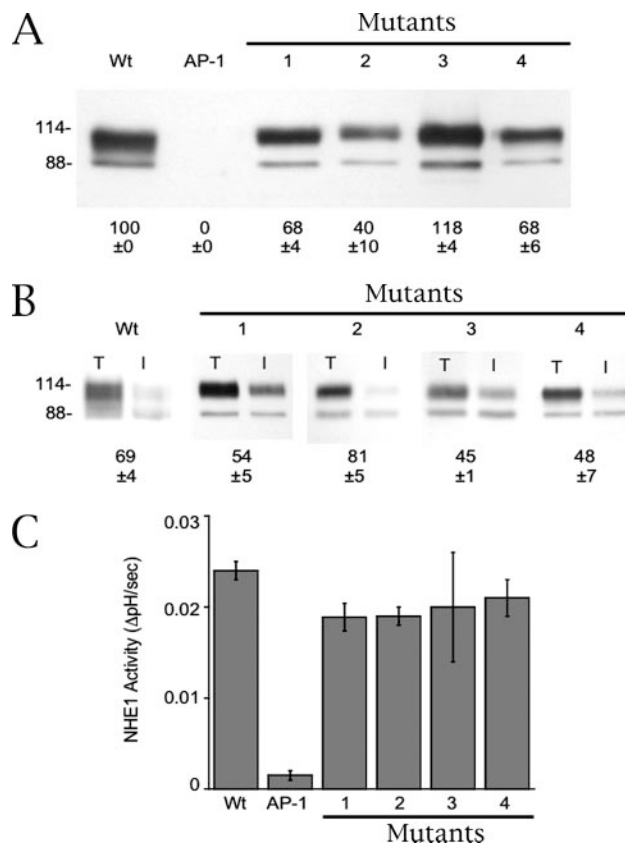 A
Mutants
Wt AP-1 1 2 3 4
114-
88-
100 0 68 40 118 68
±0 ±0 ±4 ±10 ±4 ±6
B
Mutants
Wt 1 2 3 4
T I T I T I T I T I
114-
88-
69 54 81 45 48
±4 ±5 ±5 ±1 ±7
C
NHE1 Activity (ΔpH/sec)
0.03
0.02
0.01
0
Wt AP-1 1 2 3 4
Mutants